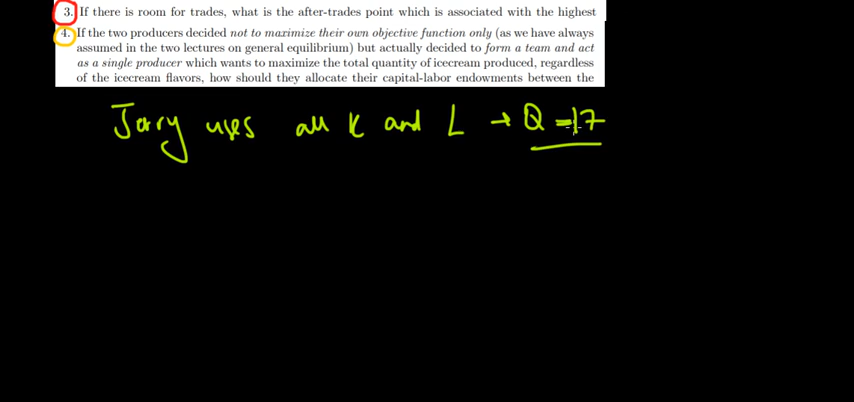 3. If there is room for trades, what is the after-trades point which is associated with the highest
4. If the two producers decided not to maximize their own objective function only (as we have always
assumed in the two lectures on general equilibrium) but actually decided to form a team and act
as a single producer which wants to maximize the total quantity of icecream produced, regardless
of the icecream flavors, how should they allocate their capital-labor endowments between the
Jary uses all K and L → Q = 17